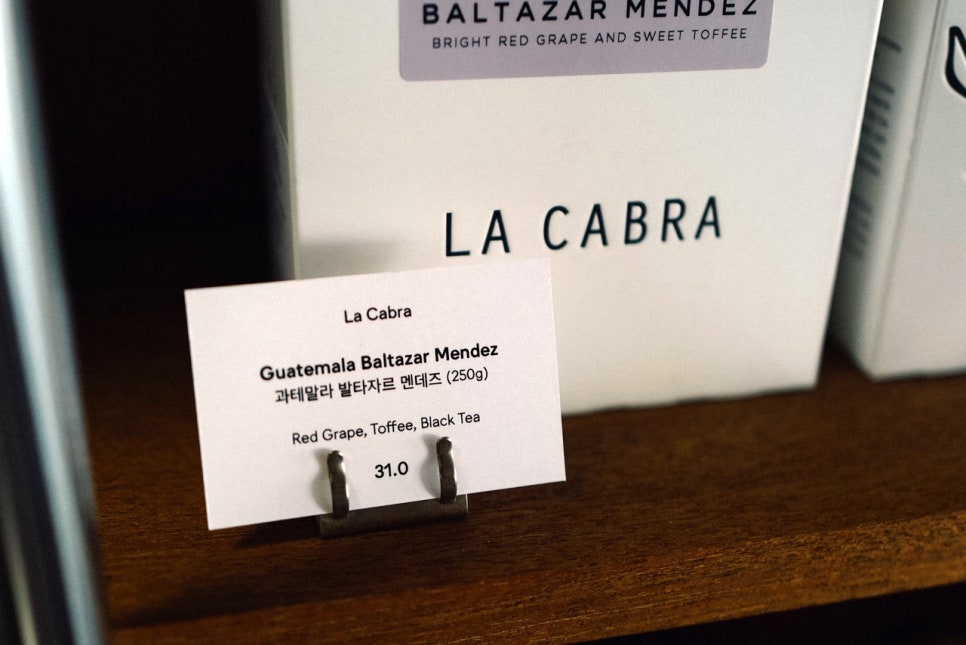 BALTAZAR MENDEZ
BRIGHT RED GRAPE AND SWEET TOFFEE
LA CABRA
La Cabra
Guatemala Baltazar Mendez
과테말라 발타자르 멘데즈 (250g)
Red Grape, Toffee, Black Tea
31.0